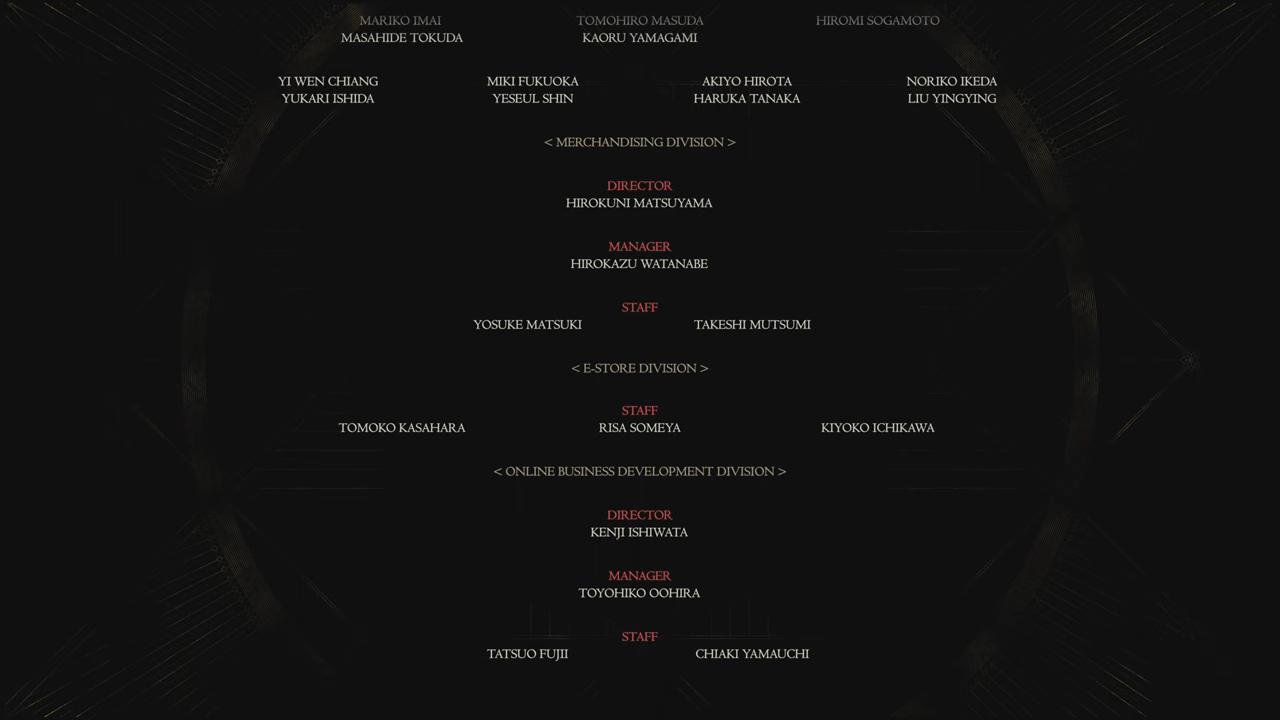 MARIKO IMAI TOMOHIRO MASUDA HIROMI SOGAMOTO
MASAHIDE TOKUDA KAORU YAMAGAMI
YI WEN CHIANG MIKI FUKUOKA AKIYO HIROTA NORIKO IKEDA
YUKARI ISHIDA YESEUL SHIN HARUKA TANAKA LIU YINGYING
< MERCHANDISING DIVISION >
DIRECTOR
HIROKUNI MATSUYAMA
MANAGER
HIROKAZU WATANABE
STAFF
YOSUKE MATSUKI TAKESHI MUTSUMI
< E-STORE DIVISION >
STAFF
TOMOKO KASAHARA RISA SOMEYA KIYOKO ICHIKAWA
< ONLINE BUSINESS DEVELOPMENT DIVISION >
DIRECTOR
KENJI ISHIWATA
MANAGER
TOYOHIKO OOHIRA
STAFF
TATSUO FUJII CHIAKI YAMAUCHI